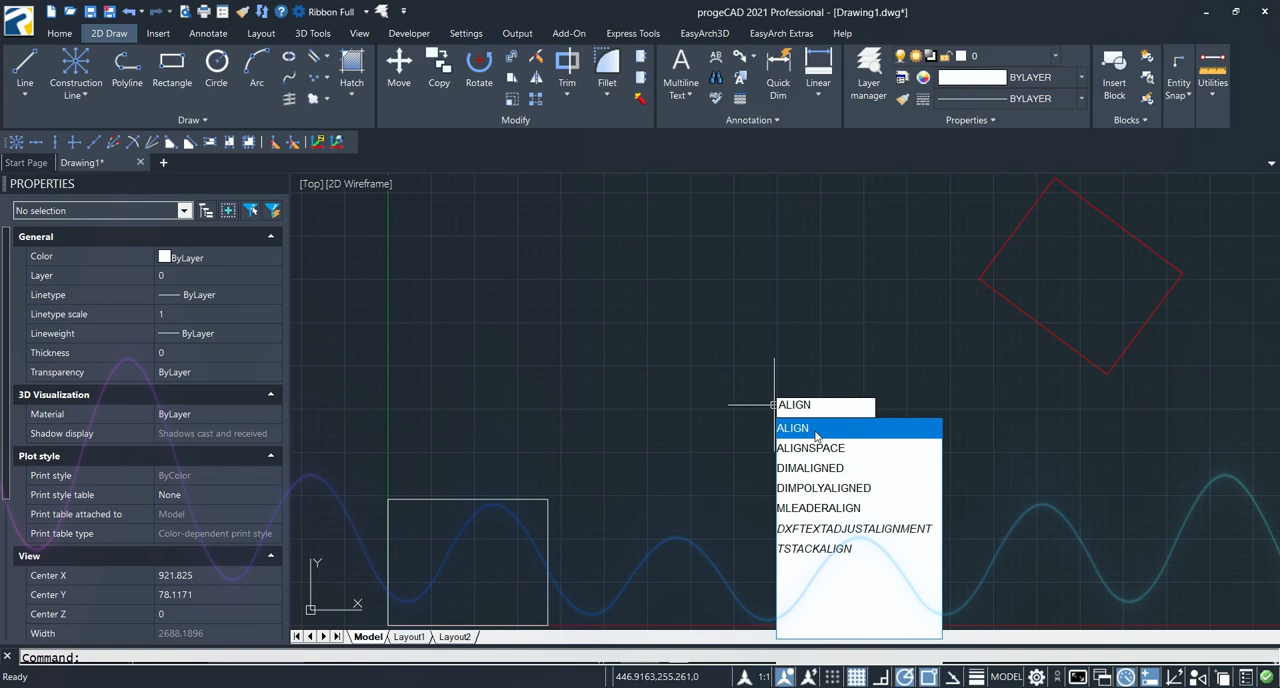 Ribbon Full
progeCAD 2021 Professional - [Drawing1.dwg*]
Home 2D Draw Insert Annotate Layout 3D Tools View Developer Settings Output Add-On Express Tools EasyArch3D EasyArch Extras Help
Line Construction Line Polyline Rectangle Circle Arc Hatch Move Copy Rotate Trim Fillet Multiline Text Quick Dim Linear Layer manager 0 BYLAYER BYLAYER Insert Block Entity Snap Utilities
Draw Modify Annotation Properties Blocks
Start Page Drawing1*
PROPERTIES
[Top] [2D Wireframe]
No selection
General
Color ByLayer
Layer 0
Linetype ByLayer
Linetype scale 1
Lineweight ByLayer
Thickness 0
Transparency ByLayer
3D Visualization
Material ByLayer
Shadow display Shadows cast and received
Plot style
Print style ByColor
Print style table None
Print table attached to Model
Print table type Color-dependent print style
View
Center X 921.825
Center Y 78.1171
Center Z 0
Width 2688.1896
ALIGN
ALIGN
ALIGNSPACE
DIMALIGNED
DIMPOLYALIGNED
MLEADERALIGN
DXFTEXTADJUSTALIGNMENT
TSTACKALIGN
Y
X
Model Layout1 Layout2
Command:
Ready 446.9163,255.261,0 1:1 MODEL